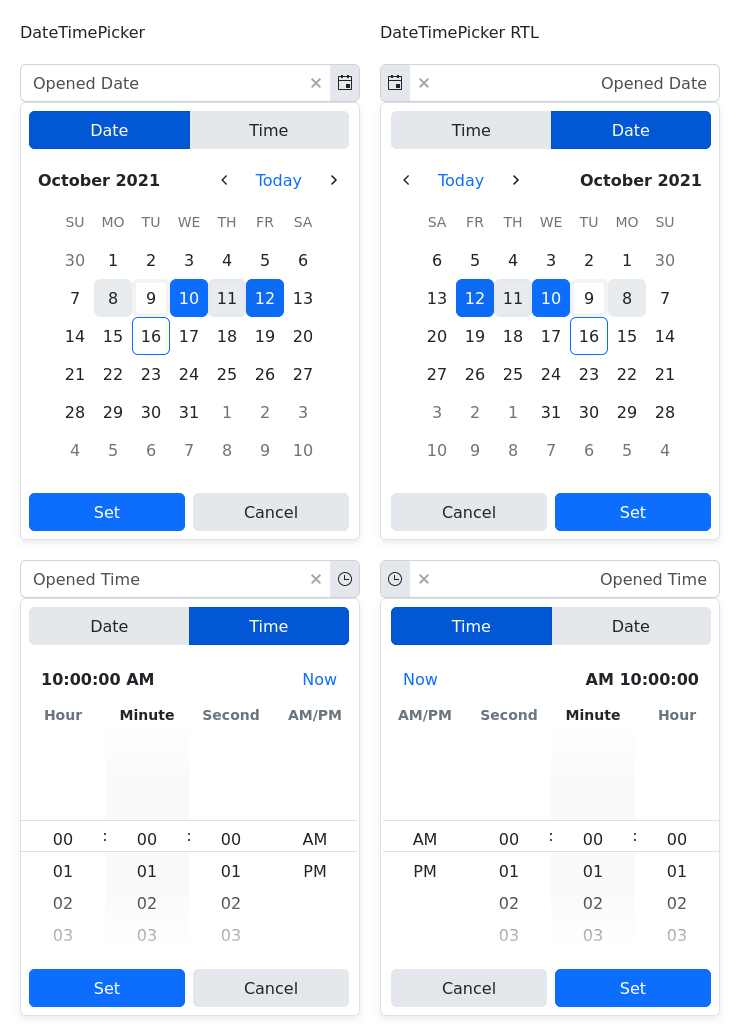 DateTimePicker
DateTimePicker RTL
Opened Date
Opened Date
Date Time
Time Date
October 2021 Today
Today October 2021
SU MO TU WE TH FR SA
SA FR TH WE TU MO SU
30 1 2 3 4 5 6
6 5 4 3 2 1 30
7 8 9 10 11 12 13
13 12 11 10 9 8 7
14 15 16 17 18 19 20
20 19 18 17 16 15 14
21 22 23 24 25 26 27
27 26 25 24 23 22 21
28 29 30 31 1 2 3
3 2 1 31 30 29 28
4 5 6 7 8 9 10
10 9 8 7 6 5 4
Set Cancel
Cancel Set
Opened Time
Opened Time
Date Time
Time Date
10:00:00 AM Now
Now AM 10:00:00
Hour Minute Second AM/PM
AM/PM Second Minute Hour
00 : 00 : 00 AM
AM 00 : 00 : 00
01 01 01 PM
PM 01 01 01
02 02 02
02 02 02
03 03 03
03 03 03
Set Cancel
Cancel Set